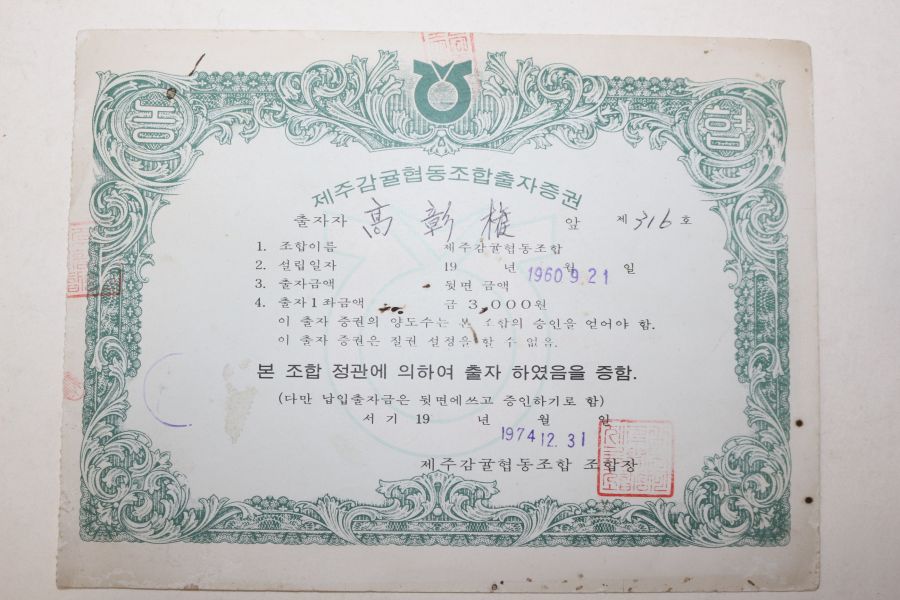 농 협
제주감귤협동조합출자증권
출자자 高彰權 앞 제 316 호
1. 조합이름 제주감귤협동조합
2. 설립일자 19 년 월 일 1960 9. 21
3. 출자금액 뒷면 금액
4. 출자 1 좌금액 금 3,000원
이 출자 증권의 양도수는 본 조합의 승인을 얻어야 함.
이 출자 증권은 질권 설정을 할 수 없음.
본 조합 정관에 의하여 출자 하였음을 증함.
(다만 납입출자금은 뒷면에쓰고 증인하기로 함)
서기 19 년 월 일
1974 12. 31
제주감귤협동조합 조합장